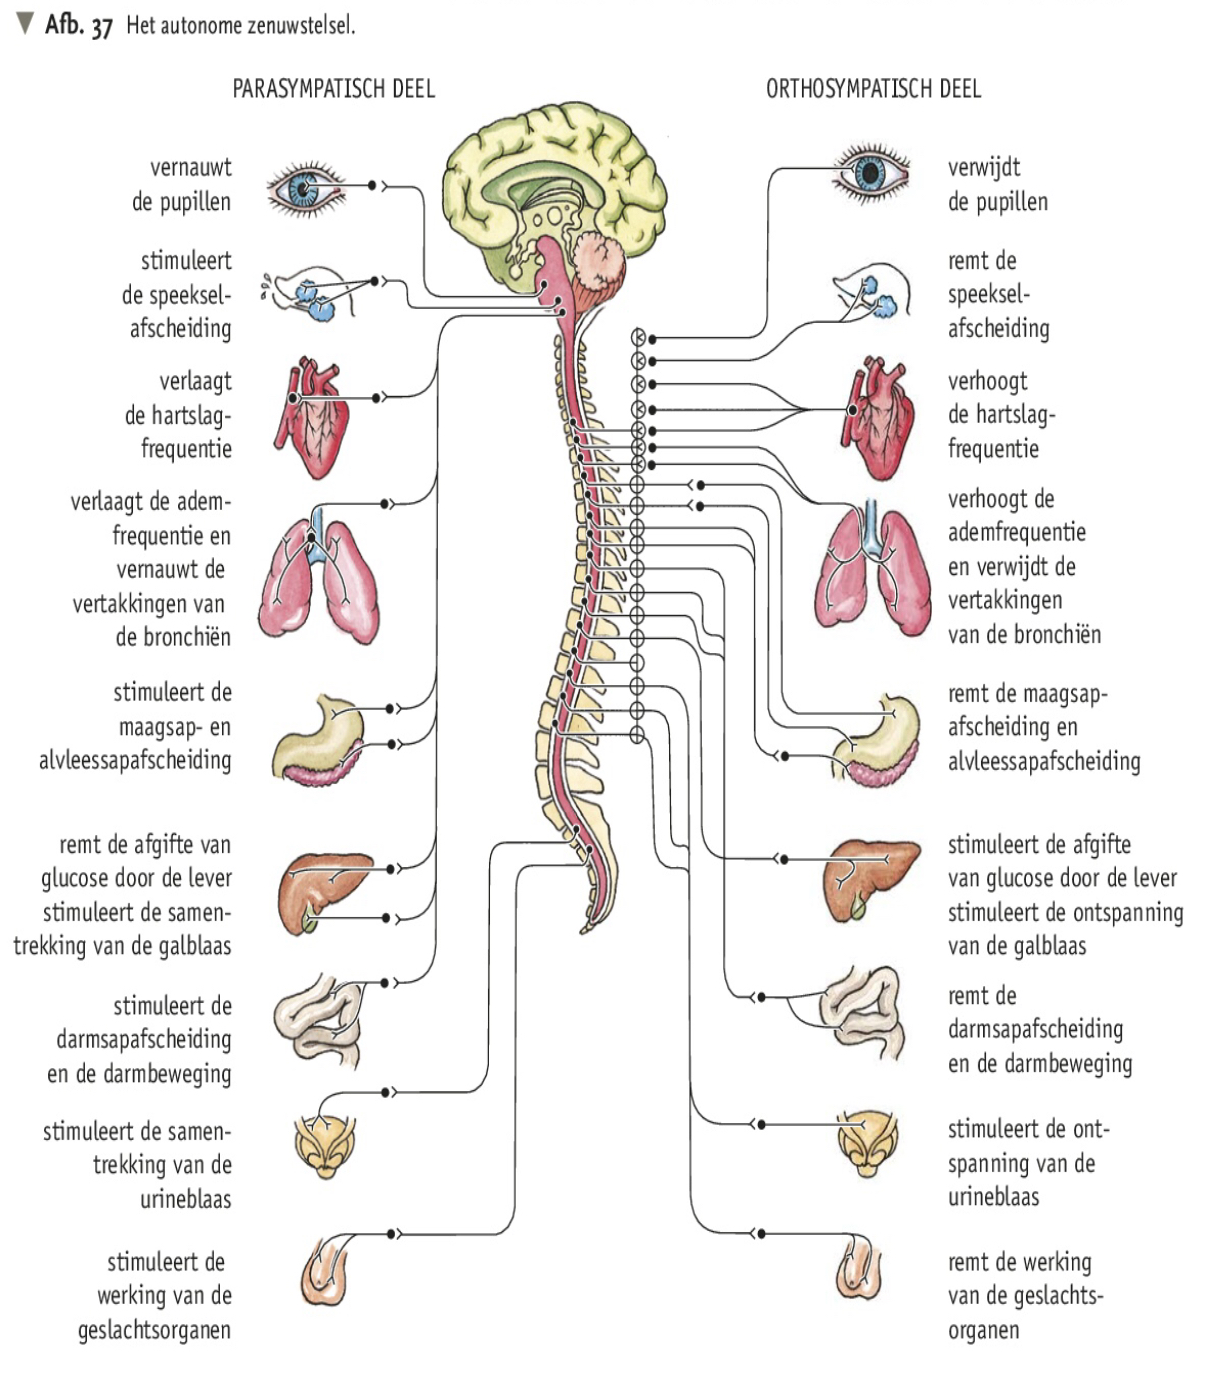 ▼ Afb. 37 Het autonome zenuwstelsel.
PARASYMPATISCH DEEL
vernauwt
de pupillen
stimuleert
de speeksel-
afscheiding
verlaagt
de hartslag-
frequentie
verlaagt de adem-
frequentie en
vernauwt de
vertakkingen van
de bronchiën
stimuleert de
maagsap- en
alvleessapafscheiding
remt de afgifte van
glucose door de lever
stimuleert de samen-
trekking van de galblaas
stimuleert de
darmsapafscheiding
en de darmbeweging
stimuleert de samen-
trekking van de
urineblaas
stimuleert de
werking van de
geslachtsorganen
ORTHOSYMPATISCH DEEL
verwijdt
de pupillen
remt de
speeksel-
afscheiding
verhoogt
de hartslag-
frequentie
verhoogt de
ademfrequentie
en verwijdt de
vertakkingen
van de bronchiën
remt de maagsap-
afscheiding en
alvleessapafscheiding
stimuleert de afgifte
van glucose door de lever
stimuleert de ontspanning
van de galblaas
remt de
darmsapafscheiding
en de darmbeweging
stimuleert de ont-
spanning van de
urineblaas
remt de werking
van de geslachts-
organen